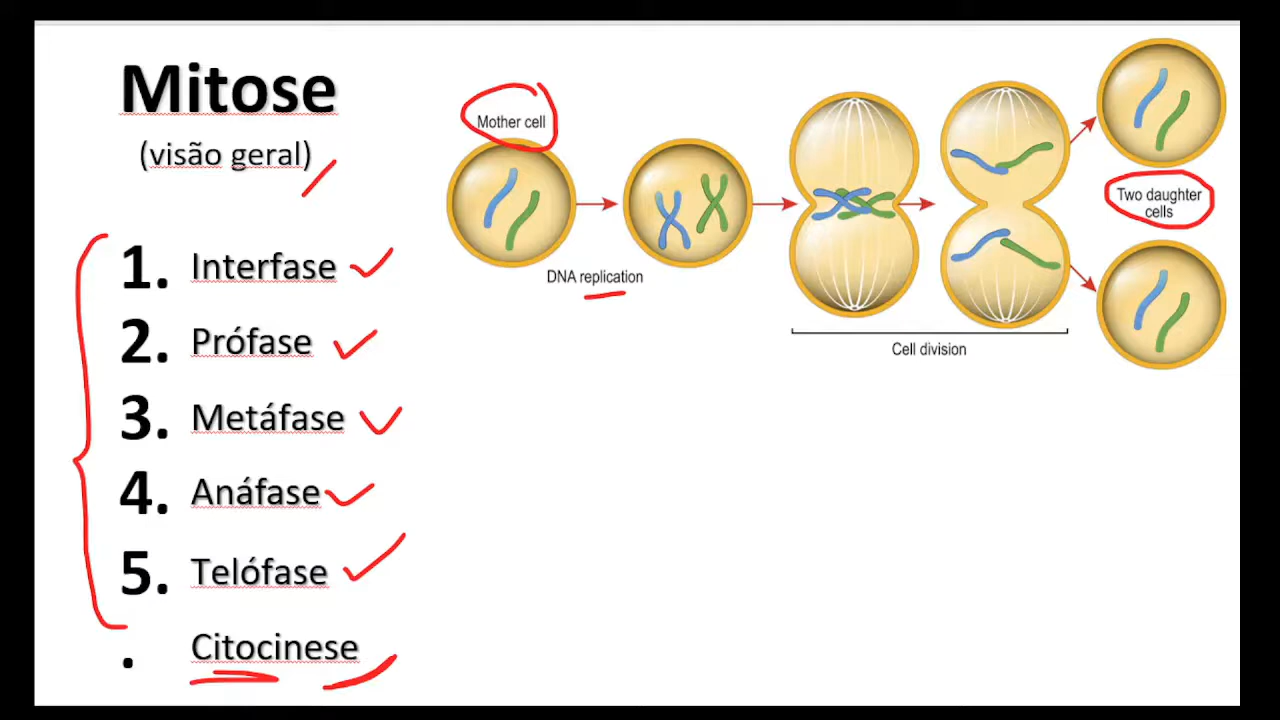 Mitose
(visão geral)
1. Interfase
2. Prófase
3. Metáfase
4. Anáfase
5. Telófase
. Citocinese
Mother cell
DNA replication
Cell division
Two daughter
cells